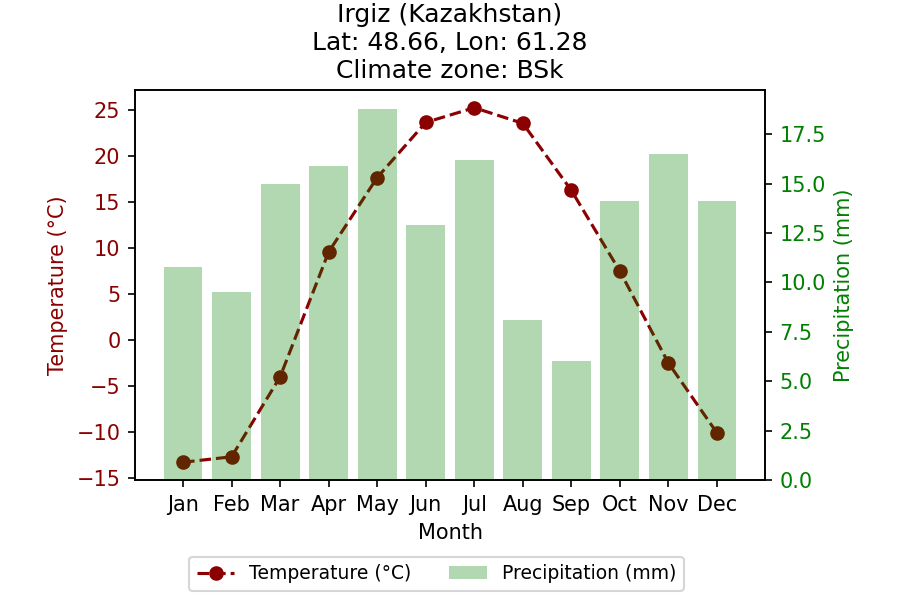 Irgiz (Kazakhstan)
Lat: 48.66, Lon: 61.28
Climate zone: BSk
25
20
15
10
5
0
−5
−10
−15
Temperature (°C)
17.5
15.0
12.5
10.0
7.5
5.0
2.5
0.0
Precipitation (mm)
Jan Feb Mar Apr May Jun Jul Aug Sep Oct Nov Dec
Month
Temperature (°C) Precipitation (mm)